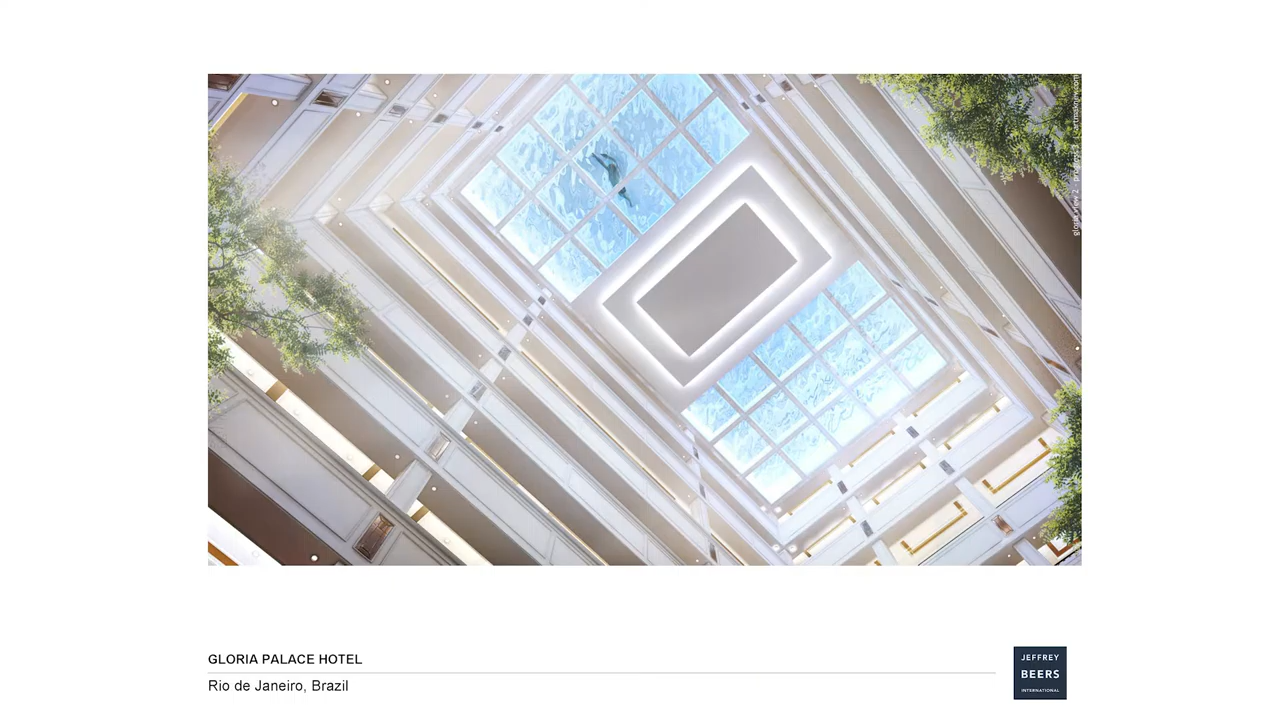 GLORIA PALACE HOTEL
Rio de Janeiro, Brazil
JEFFREY
BEERS
INTERNATIONAL